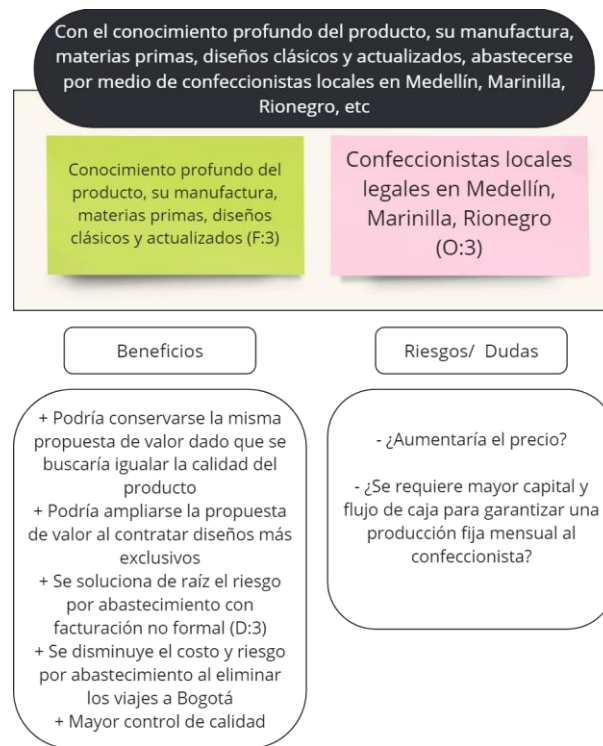 Con el conocimiento profundo del producto, su manufactura,
materias primas, diseños clásicos y actualizados, abastecerse
por medio de confeccionistas locales en Medellín, Marinilla,
Rionegro, etc
Conocimiento profundo del
producto, su manufactura,
materias primas, diseños
clásicos y actualizados (F:3)
Confeccionistas locales
legales en Medellín,
Marinilla, Rionegro
(O:3)
Beneficios
+ Podría conservarse la misma
propuesta de valor dado que se
buscaría igualar la calidad del
producto
+ Podría ampliarse la propuesta
de valor al contratar diseños más
exclusivos
+ Se soluciona de raíz el riesgo
por abastecimiento con
facturación no formal (D:3)
+ Se disminuye el costo y riesgo
por abastecimiento al eliminar
los viajes a Bogotá
+ Mayor control de calidad
Riesgos/ Dudas
- ¿Aumentaría el precio?
- ¿Se requiere mayor capital y
flujo de caja para garantizar una
producción fija mensual al
confeccionista?